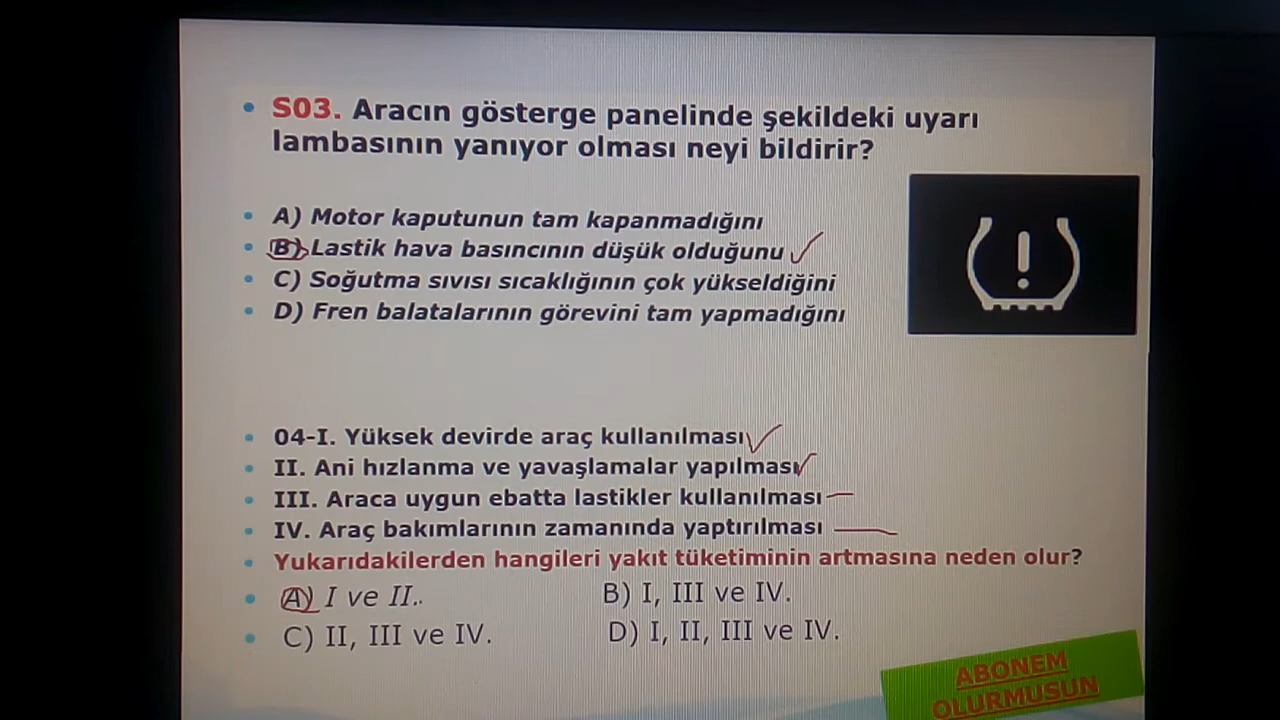 S03. Aracın gösterge panelinde şekildeki uyarı
lambasının yanıyor olması neyi bildirir?
A) Motor kaputunun tam kapanmadığını
B) Lastik hava basıncının düşük olduğunu
C) Soğutma sıvısı sıcaklığının çok yükseldiğini
D) Fren balatalarının görevini tam yapmadığını
04-I. Yüksek devirde araç kullanılması
II. Ani hızlanma ve yavaşlamalar yapılması
III. Araca uygun ebatta lastikler kullanılması
IV. Araç bakımlarının zamanında yaptırılması
Yukarıdakilerden hangileri yakıt tüketiminin artmasına neden olur?
A) I ve II..
B) I, III ve IV.
C) II, III ve IV.
D) I, II, III ve IV.
ABONEM
OLURMUSUN